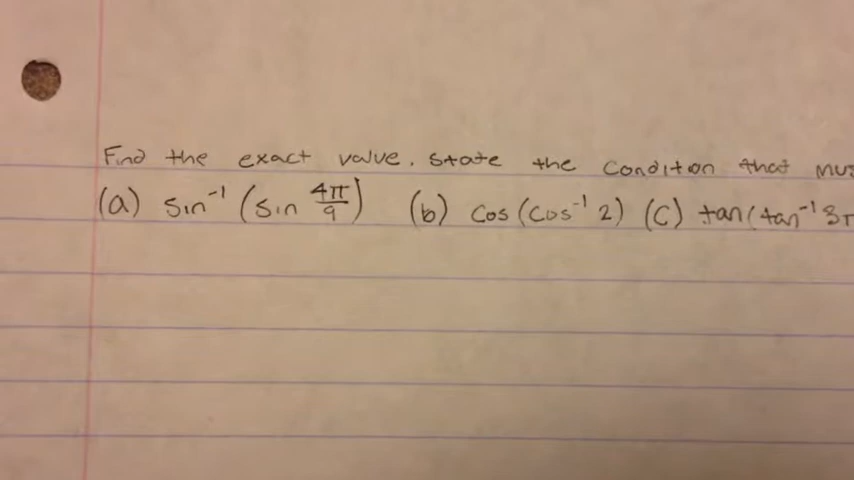 Find the exact value. State the condition that
(a) sin⁻¹ (sin 4π/9) (b) cos (cos⁻¹ 2) (c) tan(tan⁻¹ 3π